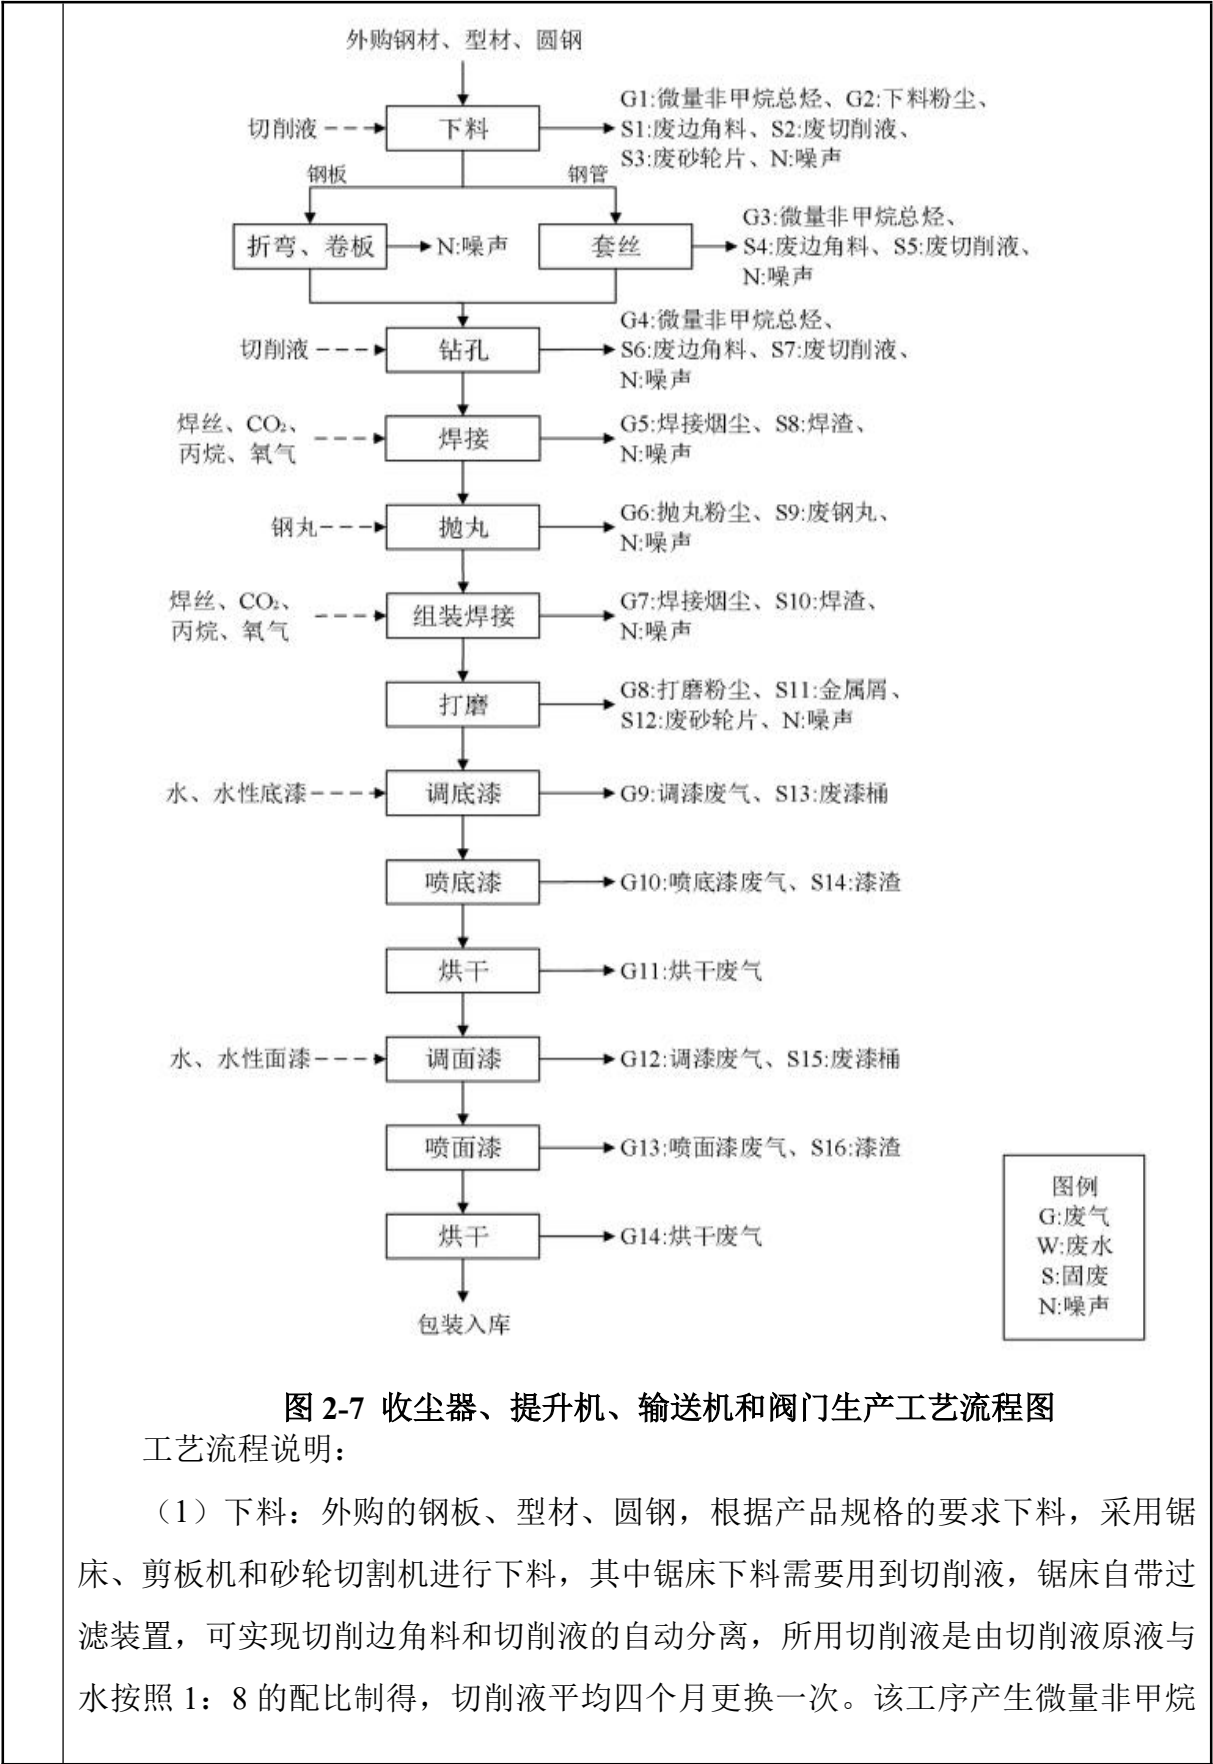 外购钢材、型材、圆钢
切削液
下料
G1:微量非甲烷总烃、G2:下料粉尘、
S1:废边角料、S2:废切削液、
S3:废砂轮片、N:噪声
钢板
钢管
折弯、卷板
N:噪声
套丝
G3:微量非甲烷总烃、
S4:废边角料、S5:废切削液、
N:噪声
切削液
钻孔
G4:微量非甲烷总烃、
S6:废边角料、S7:废切削液、
N:噪声
焊丝、CO₂、
丙烷、氧气
焊接
G5:焊接烟尘、S8:焊渣、
N:噪声
钢丸
抛丸
G6:抛丸粉尘、S9:废钢丸、
N:噪声
焊丝、CO₂、
丙烷、氧气
组装焊接
G7:焊接烟尘、S10:焊渣、
N:噪声
打磨
G8:打磨粉尘、S11:金属屑、
S12:废砂轮片、N:噪声
水、水性底漆
调底漆
G9:调漆废气、S13:废漆桶
喷底漆
G10:喷底漆废气、S14:漆渣
烘干
G11:烘干废气
水、水性面漆
调面漆
G12:调漆废气、S15:废漆桶
喷面漆
G13:喷面漆废气、S16:漆渣
烘干
G14:烘干废气
包装入库
图例
G:废气
W:废水
S:固废
N:噪声
图 2-7 收尘器、提升机、输送机和阀门生产工艺流程图
工艺流程说明：
（1）下料：外购的钢板、型材、圆钢，根据产品规格的要求下料，采用锯
床、剪板机和砂轮切割机进行下料，其中锯床下料需要用到切削液，锯床自带过
滤装置，可实现切削边角料和切削液的自动分离，所用切削液是由切削液原液与
水按照 1：8 的配比制得，切削液平均四个月更换一次。该工序产生微量非甲烷